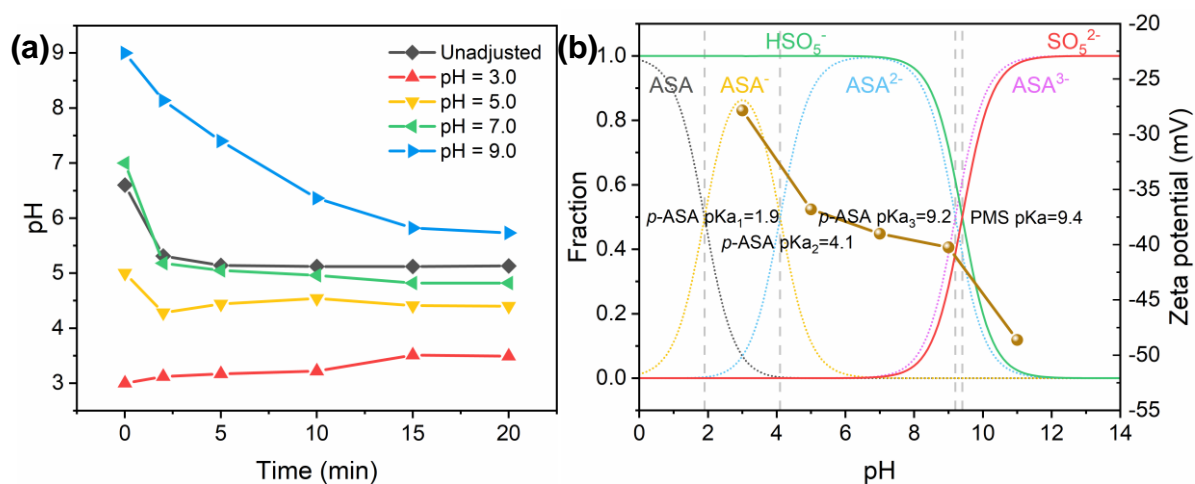 (a)
Unadjusted
pH = 3.0
pH = 5.0
pH = 7.0
pH = 9.0
9
8
7
6
5
4
3
pH
0
5
10
15
20
Time (min)
(b)
HSO₅⁻
SO₅²⁻
ASA
ASA⁻
ASA²⁻
ASA³⁻
p-ASA pKa₁=1.9
p-ASA pKa₂=4.1
p-ASA pKa₃=9.2
PMS pKa=9.4
1.0
0.8
0.6
0.4
0.2
0.0
Fraction
0
2
4
6
8
10
12
14
pH
-20
-25
-30
-35
-40
-45
-50
-55
Zeta potential (mV)